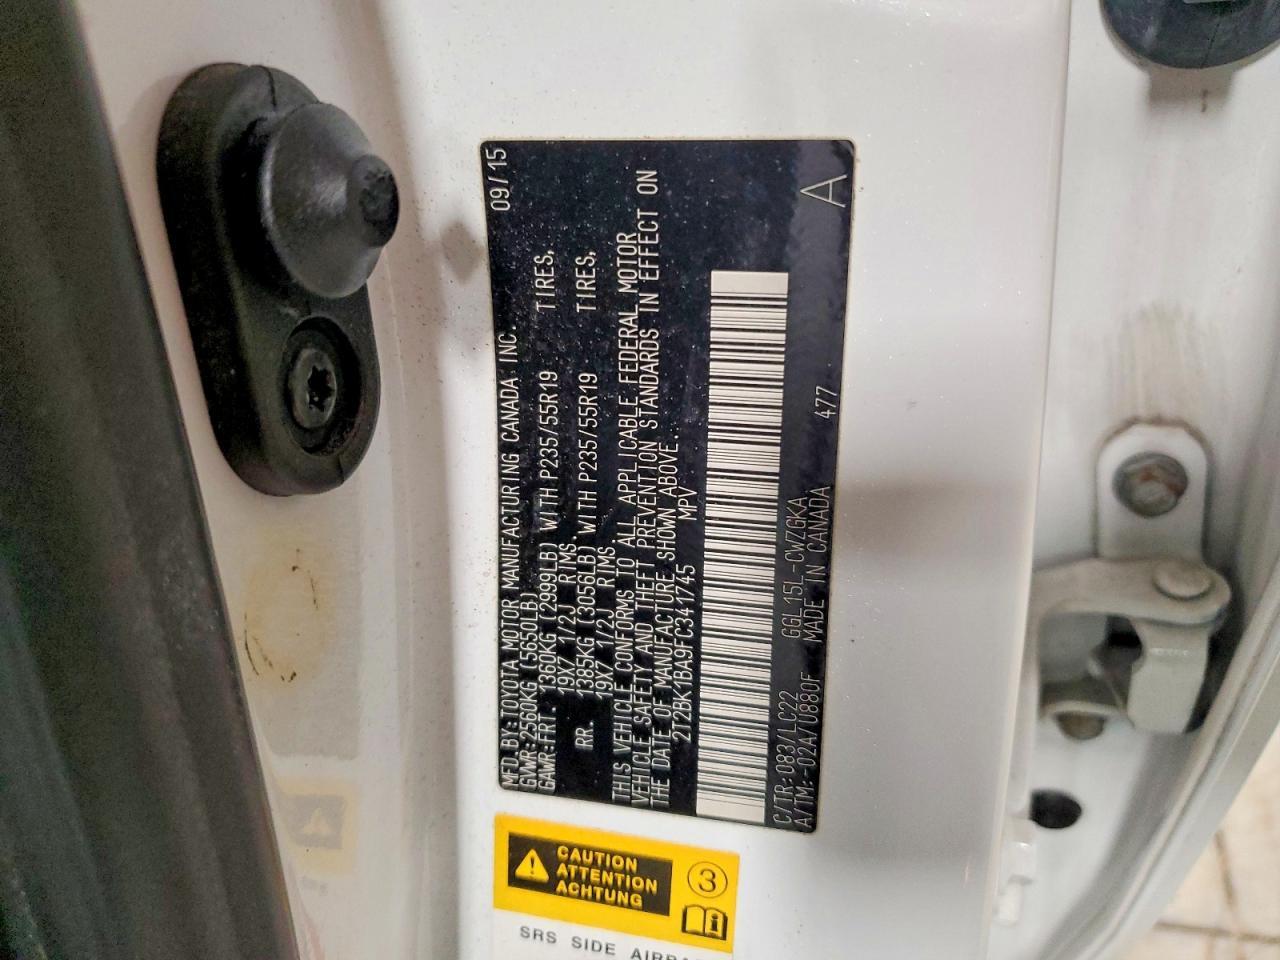 MFD.BY:TOYOTA MOTOR MANUFACTURING CANADA INC. 09/15
GVWR:2560KG(5650LB)
GAWR:FRT. 1360KG(2999LB)WITH P235/55R19 TIRES,
19XZ 1/2J RIMS
RR. 1385KG(3056LB)WITH P235/55R19 TIRES,
19XZ 1/2J RIMS
THIS VEHICLE CONFORMS TO ALL APPLICABLE FEDERAL MOTOR
VEHICLE SAFETY AND THEFT PREVENTION STANDARDS IN EFFECT ON
THE DATE OF MANUFACTURE SHOWN ABOVE.
2T2BK1BA9FC341745 MPV
C/TR:083/LC22 GGL15L-CWZGKA
A/TM:-02A/U880F MADE IN CANADA 477 A
CAUTION
ATTENTION
ACHTUNG
3
SRS SIDE